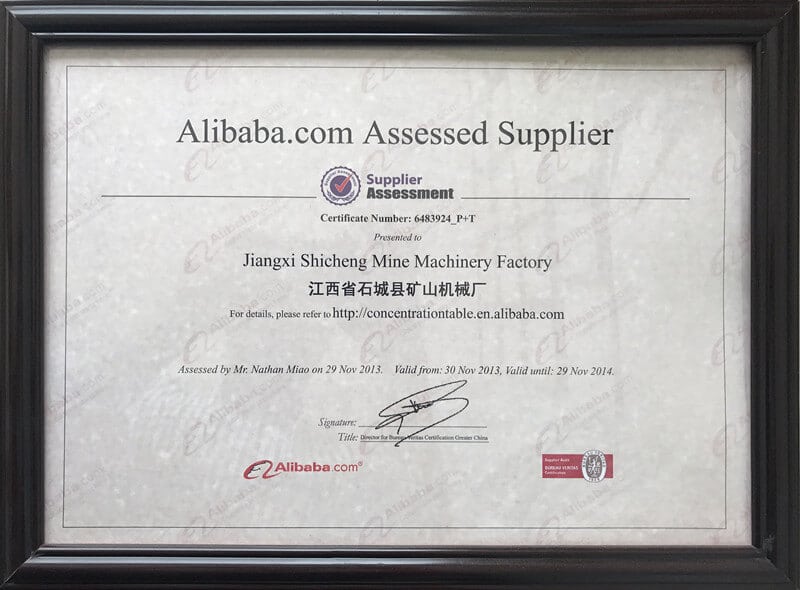 Alibaba.com Assessed Supplier
Supplier
Assessment
Certificate Number: 6483924_P+T
Presented to
Jiangxi Shicheng Mine Machinery Factory
江西省石城县矿山机械厂
For details, please refer to http://concentrationtable.en.alibaba.com
Assessed by Mr. Nathan Miao on 29 Nov 2013. Valid from: 30 Nov 2013, Valid until: 29 Nov 2014.
Signature:
Title: Director for Bureau Veritas Certification Greater China
Alibaba.com®
Supplier Audit
BUREAU VERITAS
Certification